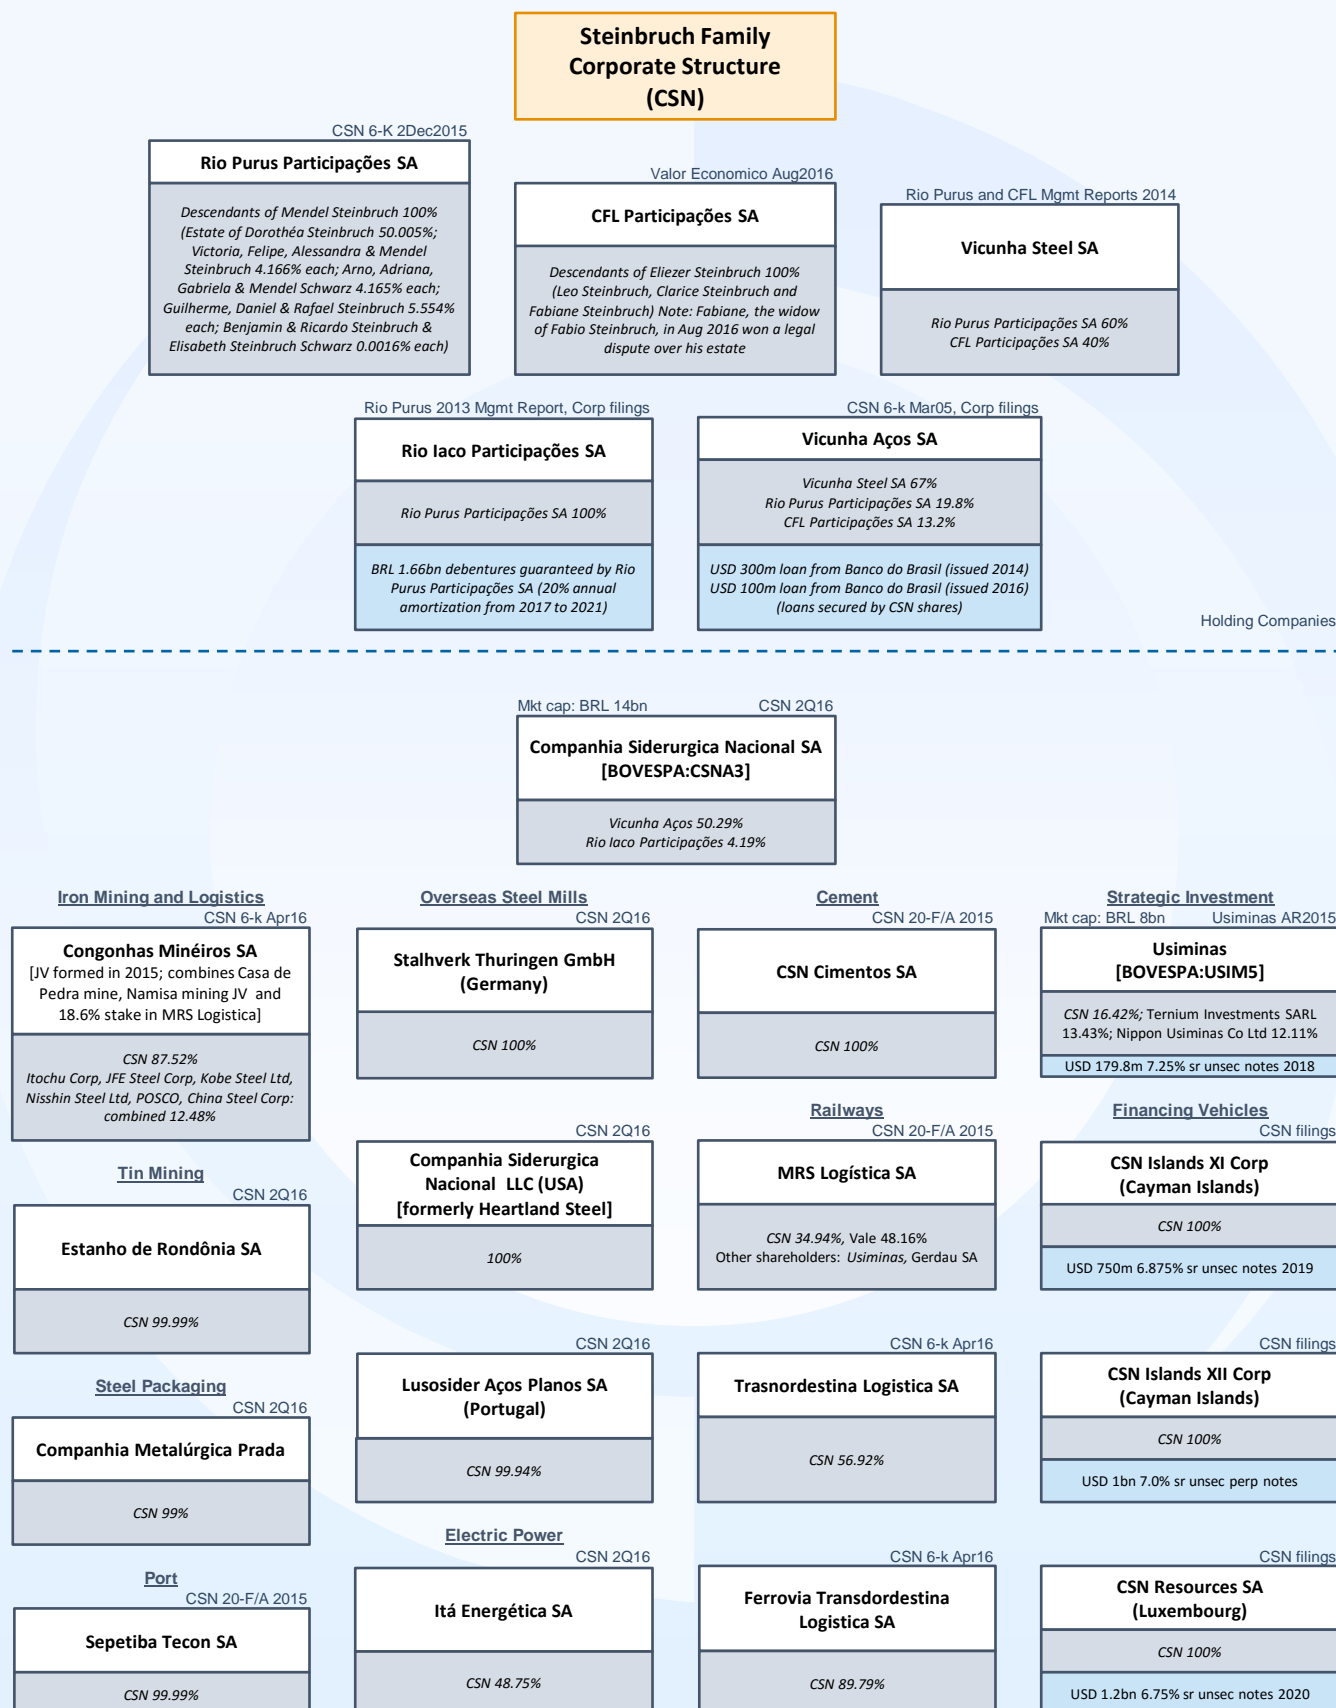 Steinbruch Family
Corporate Structure
(CSN)
CSN 6-K 2Dec2015
Rio Purus Participações SA
Descendants of Mendel Steinbruch 100%
(Estate of Dorothéa Steinbruch 50.005%;
Victoria, Felipe, Alessandra & Mendel
Steinbruch 4.166% each; Arno, Adriana,
Gabriela & Mendel Schwarz 4.165% each;
Guilherme, Daniel & Rafael Steinbruch 5.554%
each; Benjamin & Ricardo Steinbruch &
Elisabeth Steinbruch Schwarz 0.0016% each)
Valor Economico Aug2016
CFL Participações SA
Descendants of Eliezer Steinbruch 100%
(Leo Steinbruch, Clarice Steinbruch and
Fabiane Steinbruch) Note: Fabiane, the widow
of Fabio Steinbruch, in Aug 2016 won a legal
dispute over his estate
Rio Purus and CFL Mgmt Reports 2014
Vicunha Steel SA
Rio Purus Participações SA 60%
CFL Participações SA 40%
Rio Purus 2013 Mgmt Report, Corp filings
Rio Iaco Participações SA
Rio Purus Participações SA 100%
BRL 1.66bn debentures guaranteed by Rio
Purus Participações SA (20% annual
amortization from 2017 to 2021)
CSN 6-k Mar05, Corp filings
Vicunha Aços SA
Vicunha Steel SA 67%
Rio Purus Participações SA 19.8%
CFL Participações SA 13.2%
USD 300m loan from Banco do Brasil (issued 2014)
USD 100m loan from Banco do Brasil (issued 2016)
(loans secured by CSN shares)
Holding Companies
Mkt cap: BRL 14bn CSN 2Q16
Companhia Siderurgica Nacional SA
[BOVESPA:CSNA3]
Vicunha Aços 50.29%
Rio Iaco Participações 4.19%
Iron Mining and Logistics
CSN 6-k Apr16
Congonhas Minéiros SA
[JV formed in 2015; combines Casa de
Pedra mine, Namisa mining JV and
18.6% stake in MRS Logistica]
CSN 87.52%
Itochu Corp, JFE Steel Corp, Kobe Steel Ltd,
Nisshin Steel Ltd, POSCO, China Steel Corp:
combined 12.48%
Tin Mining
CSN 2Q16
Estanho de Rondônia SA
CSN 99.99%
Steel Packaging
CSN 2Q16
Companhia Metalúrgica Prada
CSN 99%
Port
CSN 20-F/A 2015
Sepetiba Tecon SA
CSN 99.99%
Overseas Steel Mills
CSN 2Q16
Stalhverk Thuringen GmbH
(Germany)
CSN 100%
CSN 2Q16
Companhia Siderurgica
Nacional LLC (USA)
[formerly Heartland Steel]
100%
CSN 2Q16
Lusosider Aços Planos SA
(Portugal)
CSN 99.94%
Electric Power
CSN 2Q16
Itá Energética SA
CSN 48.75%
Cement
CSN 20-F/A 2015
CSN Cimentos SA
CSN 100%
Railways
CSN 20-F/A 2015
MRS Logística SA
CSN 34.94%, Vale 48.16%
Other shareholders: Usiminas, Gerdau SA
CSN 6-k Apr16
Trasnordestina Logistica SA
CSN 56.92%
CSN 6-k Apr16
Ferrovia Transdordestina
Logistica SA
CSN 89.79%
Strategic Investment
Mkt cap: BRL 8bn Usiminas AR2015
Usiminas
[BOVESPA:USIM5]
CSN 16.42%; Ternium Investments SARL
13.43%; Nippon Usiminas Co Ltd 12.11%
USD 179.8m 7.25% sr unsec notes 2018
Financing Vehicles
CSN filings
CSN Islands XI Corp
(Cayman Islands)
CSN 100%
USD 750m 6.875% sr unsec notes 2019
CSN filings
CSN Islands XII Corp
(Cayman Islands)
CSN 100%
USD 1bn 7.0% sr unsec perp notes
CSN filings
CSN Resources SA
(Luxembourg)
CSN 100%
USD 1.2bn 6.75% sr unsec notes 2020